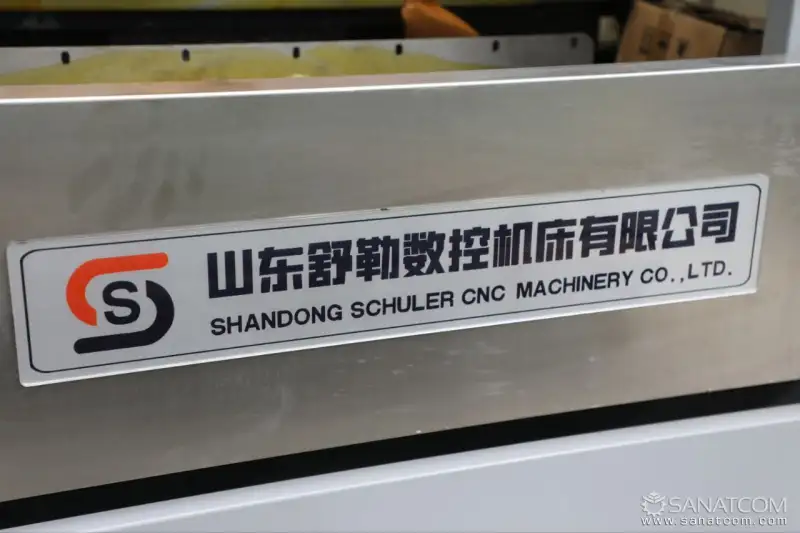 S
山东舒勒数控机床有限公司
SHANDONG SCHULER CNC MACHINERY CO.,LTD.
SANATCOM
www.sanatcom.com